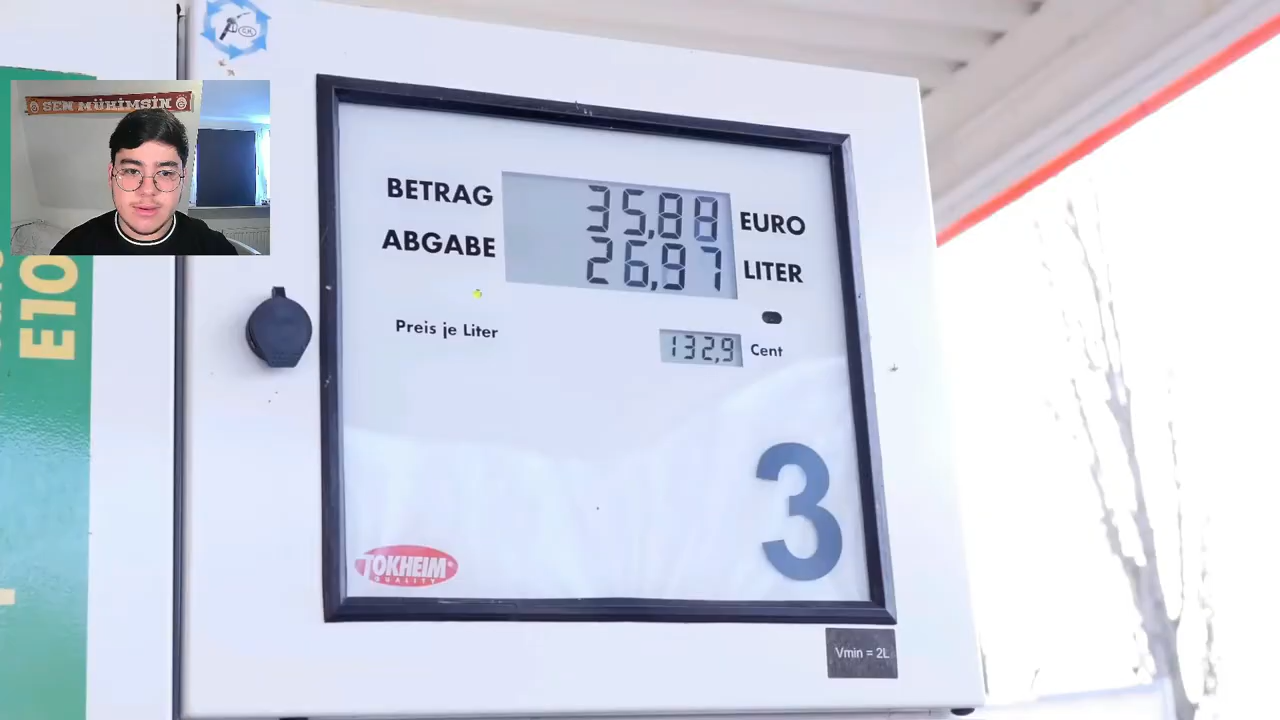 SEN MÜHİMSİN
E10
BETRAG 35,88 EURO
ABGABE 26,97 LITER
Preis je Liter 132,9 Cent
3
TOKHEIM
QUALITY
Vmin = 2L